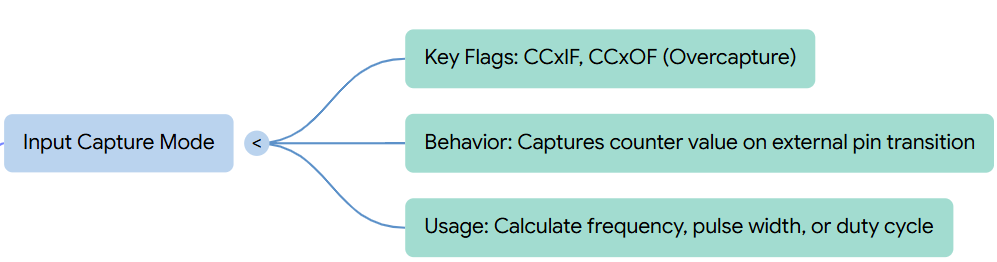 Key Flags: CCxIF, CCxOF (Overcapture)
Input Capture Mode
<
Behavior: Captures counter value on external pin transition
Usage: Calculate frequency, pulse width, or duty cycle